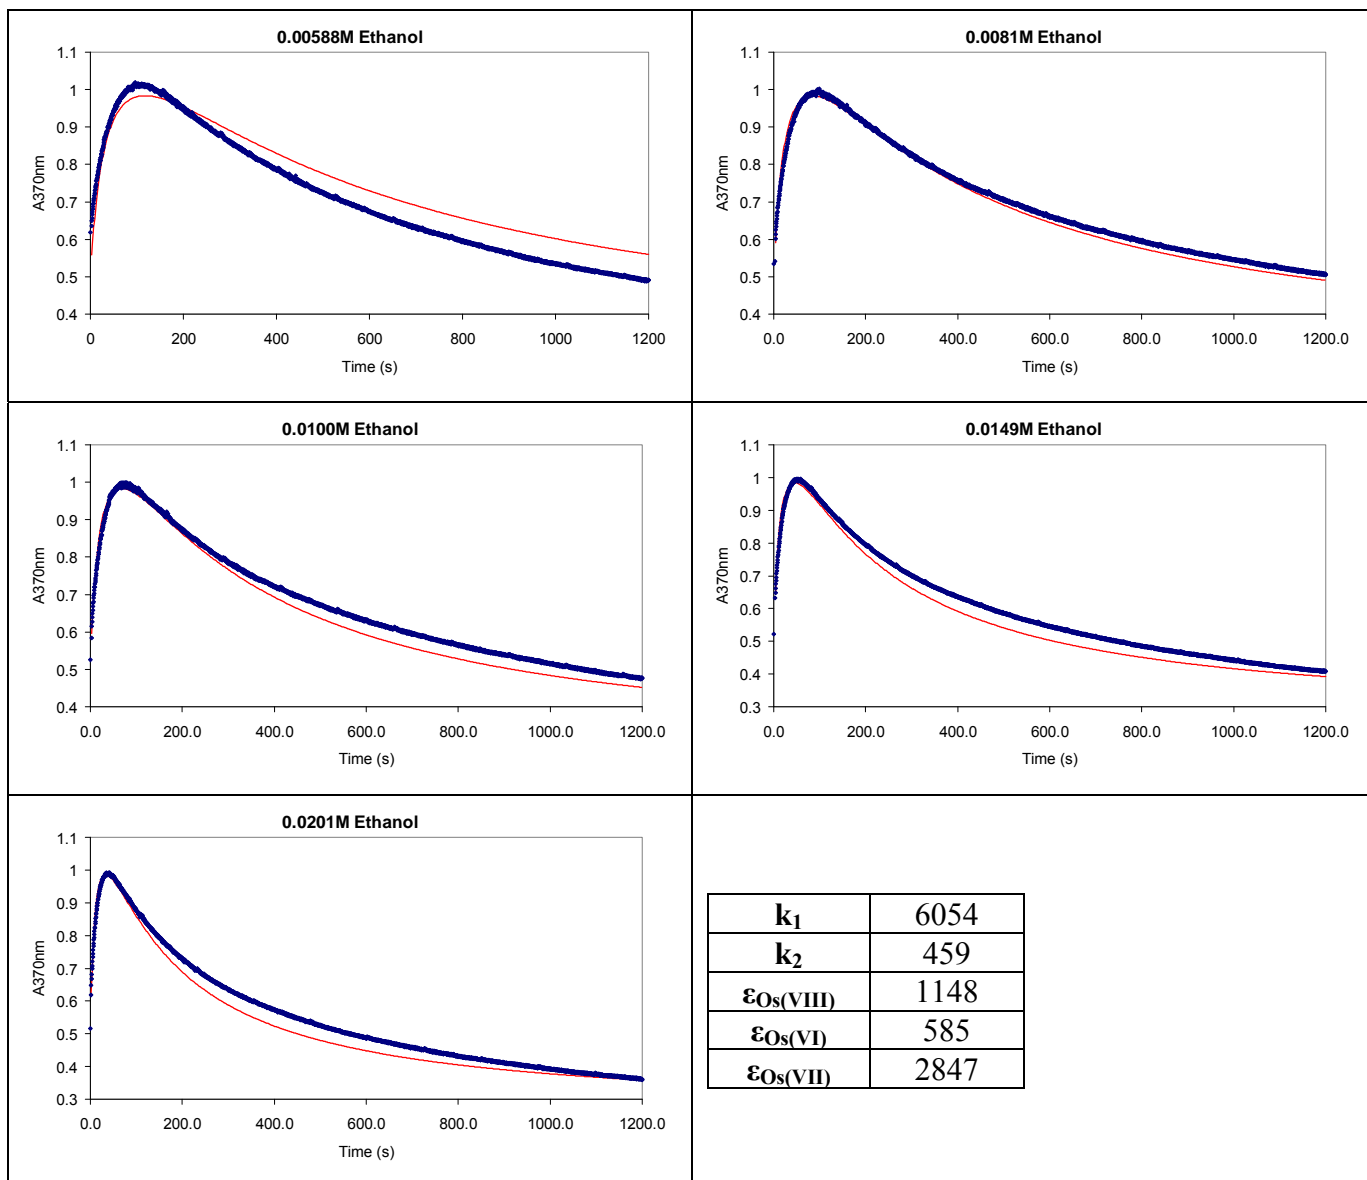 0.00588M Ethanol
1.1
1
0.9
0.8
0.7
0.6
0.5
0.4
A370nm
0 200 400 600 800 1000 1200
Time (s)
0.0081M Ethanol
1.1
1
0.9
0.8
0.7
0.6
0.5
0.4
A370nm
0.0 200.0 400.0 600.0 800.0 1000.0 1200.0
Time (s)
0.0100M Ethanol
1.1
1
0.9
0.8
0.7
0.6
0.5
0.4
A370nm
0.0 200.0 400.0 600.0 800.0 1000.0 1200.0
Time (s)
0.0149M Ethanol
1.1
1
0.9
0.8
0.7
0.6
0.5
0.4
0.3
A370nm
0.0 200.0 400.0 600.0 800.0 1000.0 1200.0
Time (s)
0.0201M Ethanol
1.1
1
0.9
0.8
0.7
0.6
0.5
0.4
0.3
A370nm
0.0 200.0 400.0 600.0 800.0 1000.0 1200.0
Time (s)
k1 6054
k2 459
εOs(VIII) 1148
εOs(VI) 585
εOs(VII) 2847